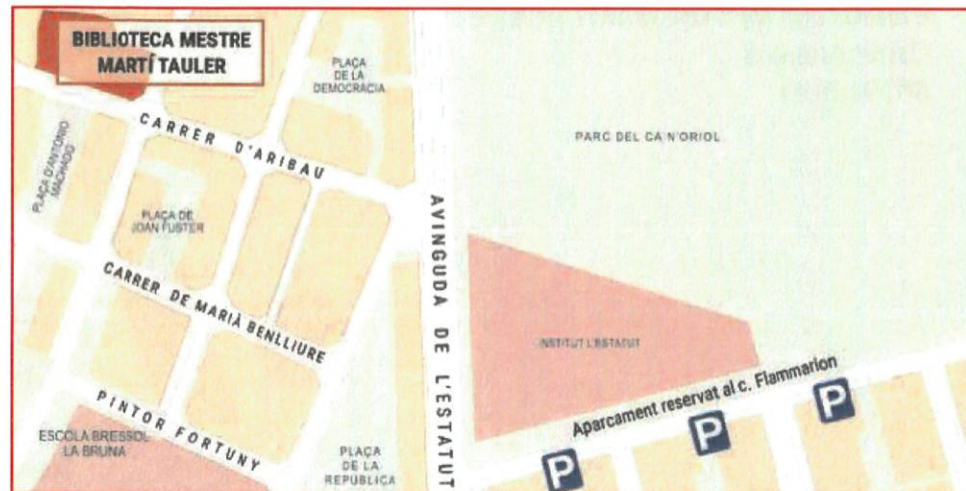 BIBLIOTECA MESTRE
MARTÍ TAULER
PLAÇA
DE LA
DEMOCRÀCIA
CARRER D'ARIBAU
PARC DEL CA N'ORIOL
PLAÇA D'ANTONIO
MACHADO
PLAÇA DE
JOAN FUSTER
AVINGUDA DE L'ESTATUT
CARRER DE MARIÀ BENLLIURE
INSTITUT L'ESTATUT
Aparcament reservat al c. Flammarion
P
P
P
PINTOR FORTUNY
ESCOLA BRESSOL
LA BRUNA
PLAÇA
DE LA
REPÚBLICA